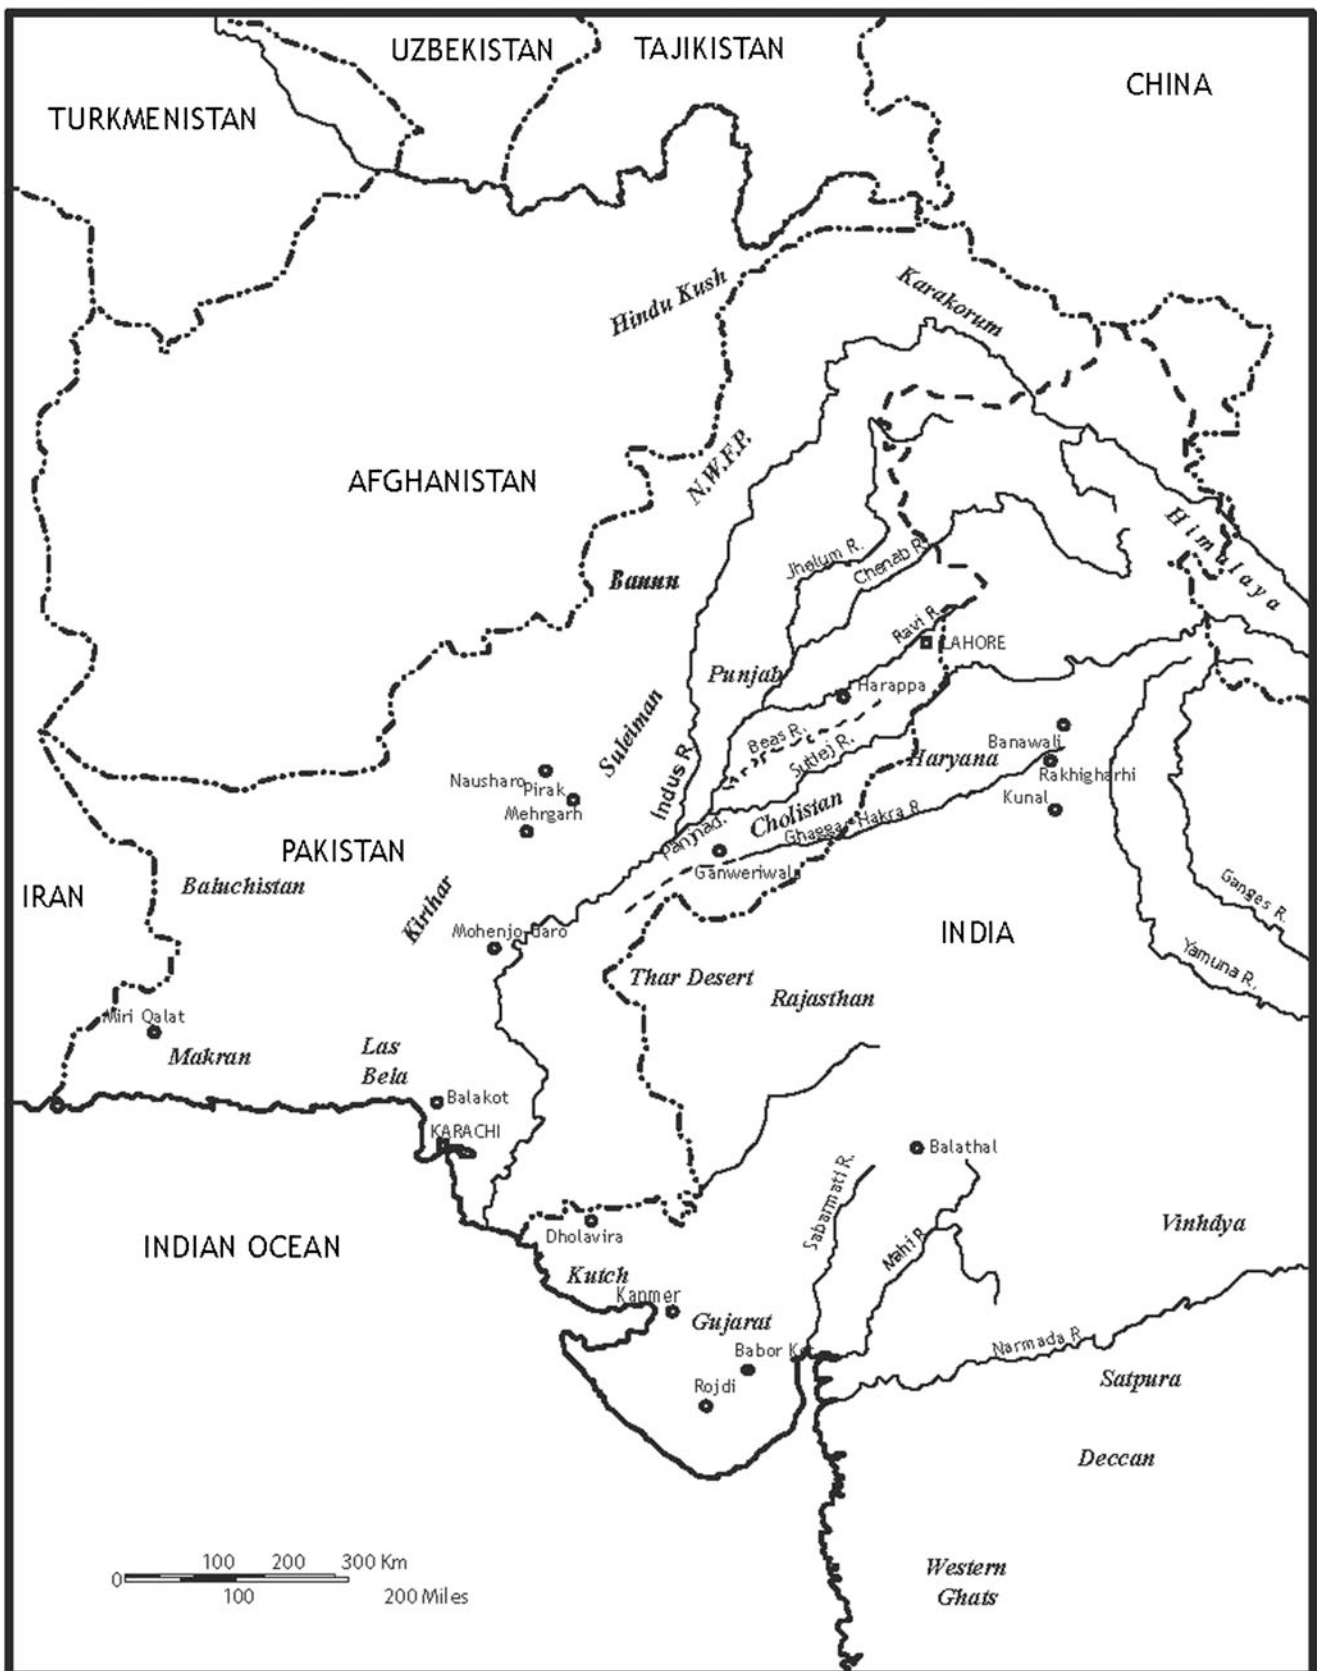 UZBEKISTAN
TAJIKISTAN
CHINA
TURKMENISTAN
Hindu Kush
Karakorum
AFGHANISTAN
N.W.F.P.
Himalaya
Jhelum R.
Chenab R.
Banun
Ravi R.
LAHORE
Punjab
Harappa
Suleiman
Beas R.
Sutlej R.
Banawali
Haryana
Nausharo
Pirak
Indus R.
Rakhigharhi
Mehrgarh
Kunal
Cholistan
Panjnad.
Ghaggar-Hakra R.
PAKISTAN
Ganweriwala
Baluchistan
IRAN
Kirthar
Ganges R.
Mohenjo-daro
INDIA
Yamuna R.
Thar Desert
Rajasthan
Miri Qalat
Makran
Las
Bela
Balakot
KARACHI
Balathal
Sabarmati R.
Mahi R.
Vinhdya
Dholavira
INDIAN OCEAN
Kutch
Kanmer
Gujarat
Narmada R.
Babor Kot
Rojdi
Satpura
Deccan
100 200 300 Km
0
100 200 Miles
Western
Ghats